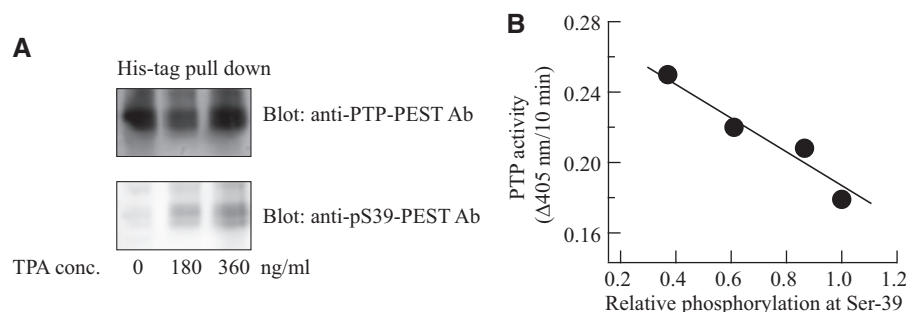 A
His-tag pull down
Blot: anti-PTP-PEST Ab
Blot: anti-pS39-PEST Ab
TPA conc. 0 180 360 ng/ml
B
PTP activity
(Δ405 nm/10 min)
0.28
0.24
0.20
0.16
0.2 0.4 0.6 0.8 1.0 1.2
Relative phosphorylation at Ser-39